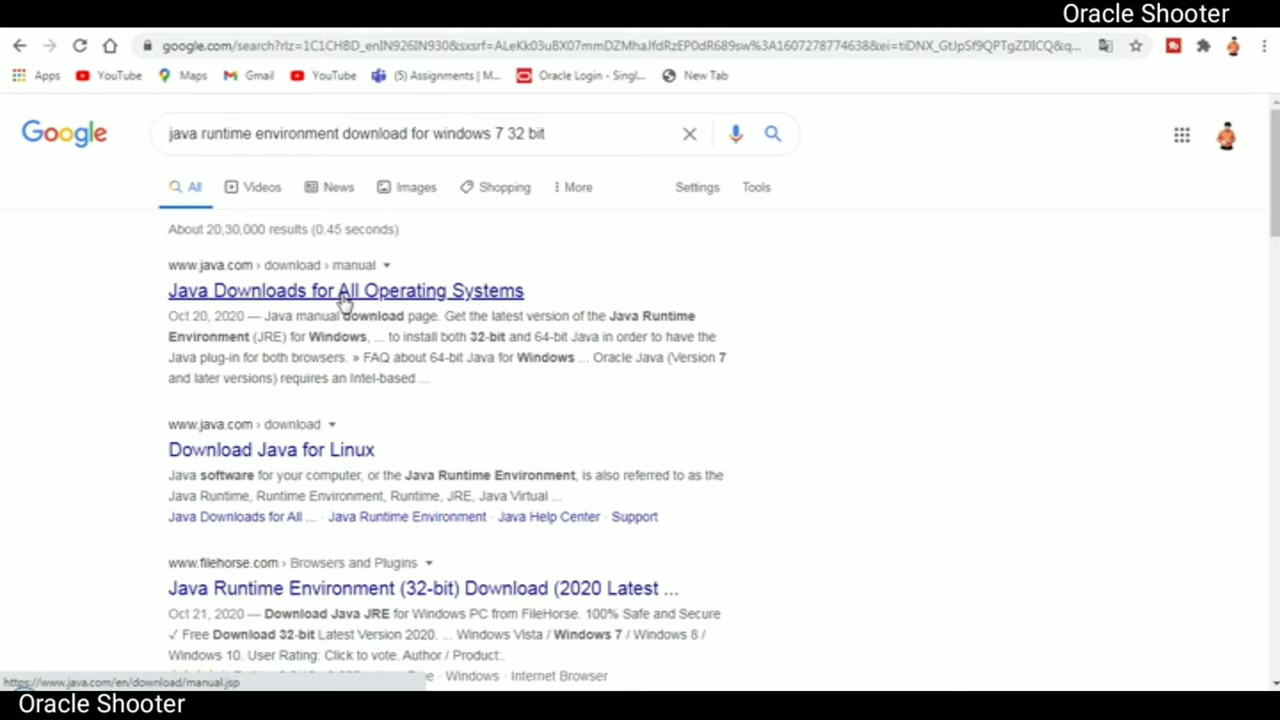 Oracle Shooter
google.com/search?rlz=1C1CHBD_enIN926IN930&sxsrf=ALeKk03uBX07mmDZMhaJfdRzEP0dR689sw%3A1607278774638&ei=tiDNX_GtJpSf9QPTgZDICQ&q...
Apps YouTube Maps Gmail YouTube (5) Assignments | M... Oracle Login - Singl... New Tab
Google java runtime environment download for windows 7 32 bit
All Videos News Images Shopping More Settings Tools
About 20,30,000 results (0.45 seconds)
www.java.com › download › manual
Java Downloads for All Operating Systems
Oct 20, 2020 — Java manual download page. Get the latest version of the Java Runtime
Environment (JRE) for Windows, ... to install both 32-bit and 64-bit Java in order to have the
Java plug-in for both browsers. » FAQ about 64-bit Java for Windows ... Oracle Java (Version 7
and later versions) requires an Intel-based ...
www.java.com › download
Download Java for Linux
Java software for your computer, or the Java Runtime Environment, is also referred to as the
Java Runtime, Runtime Environment, Runtime, JRE, Java Virtual ...
Java Downloads for All ... · Java Runtime Environment · Java Help Center · Support
www.filehorse.com › Browsers and Plugins
Java Runtime Environment (32-bit) Download (2020 Latest ...
Oct 21, 2020 — Download Java JRE for Windows PC from FileHorse. 100% Safe and Secure
✓ Free Download 32-bit Latest Version 2020. ... Windows Vista / Windows 7 / Windows 8 /
Windows 10. User Rating: Click to vote. Author / Product:.
· Windows · Internet Browser
https://www.java.com/en/download/manual.jsp
Oracle Shooter